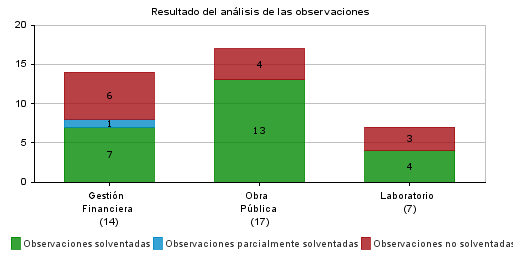 Resultado del análisis de las observaciones
20
15
10
5
0
6
1
7
4
13
3
4
Gestión
Financiera
(14)
Obra
Pública
(17)
Laboratorio
(7)
Observaciones solventadas
Observaciones parcialmente solventadas
Observaciones no solventadas